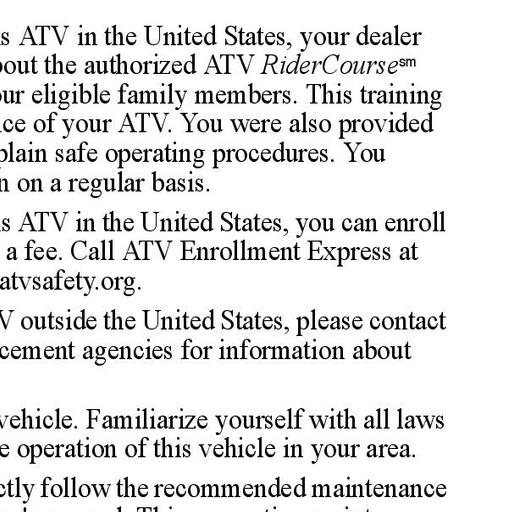 s ATV in the United States, your dealer
out the authorized ATV RiderCourse℠
ur eligible family members. This training
ce of your ATV. You were also provided
plain safe operating procedures. You
n on a regular basis.
s ATV in the United States, you can enroll
a fee. Call ATV Enrollment Express at
atvsafety.org.
V outside the United States, please contact
cement agencies for information about
vehicle. Familiarize yourself with all laws
e operation of this vehicle in your area.
ctly follow the recommended maintenance